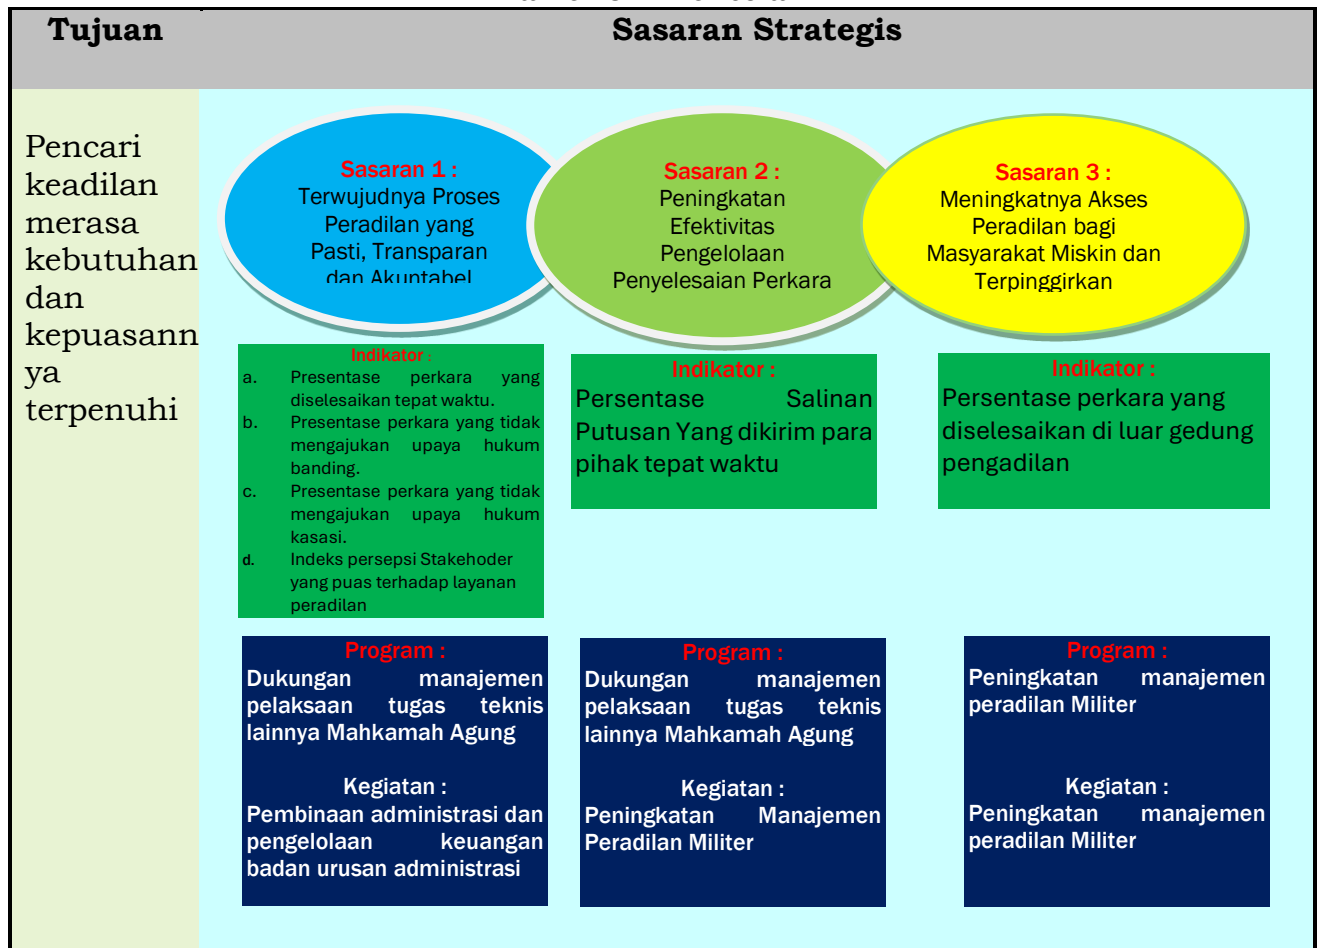 Tujuan
Sasaran Strategis
Pencari
keadilan
merasa
kebutuhan
dan
kepuasann
ya
terpenuhi
Sasaran 1 :
Terwujudnya Proses
Peradilan yang
Pasti, Transparan
dan Akuntabel
Sasaran 2 :
Peningkatan
Efektivitas
Pengelolaan
Penyelesaian Perkara
Sasaran 3 :
Meningkatnya Akses
Peradilan bagi
Masyarakat Miskin dan
Terpinggirkan
Indikator :
a. Presentase perkara yang
diselesaikan tepat waktu.
b. Presentase perkara yang tidak
mengajukan upaya hukum
banding.
c. Presentase perkara yang tidak
mengajukan upaya hukum
kasasi.
d. Indeks persepsi Stakehoder
yang puas terhadap layanan
peradilan
Indikator :
Persentase Salinan
Putusan Yang dikirim para
pihak tepat waktu
Indikator :
Persentase perkara yang
diselesaikan di luar gedung
pengadilan
Program :
Dukungan manajemen
pelaksaan tugas teknis
lainnya Mahkamah Agung
Kegiatan :
Pembinaan administrasi dan
pengelolaan keuangan
badan urusan administrasi
Program :
Dukungan manajemen
pelaksaan tugas teknis
lainnya Mahkamah Agung
Kegiatan :
Peningkatan Manajemen
Peradilan Militer
Program :
Peningkatan manajemen
peradilan Militer
Kegiatan :
Peningkatan manajemen
peradilan Militer